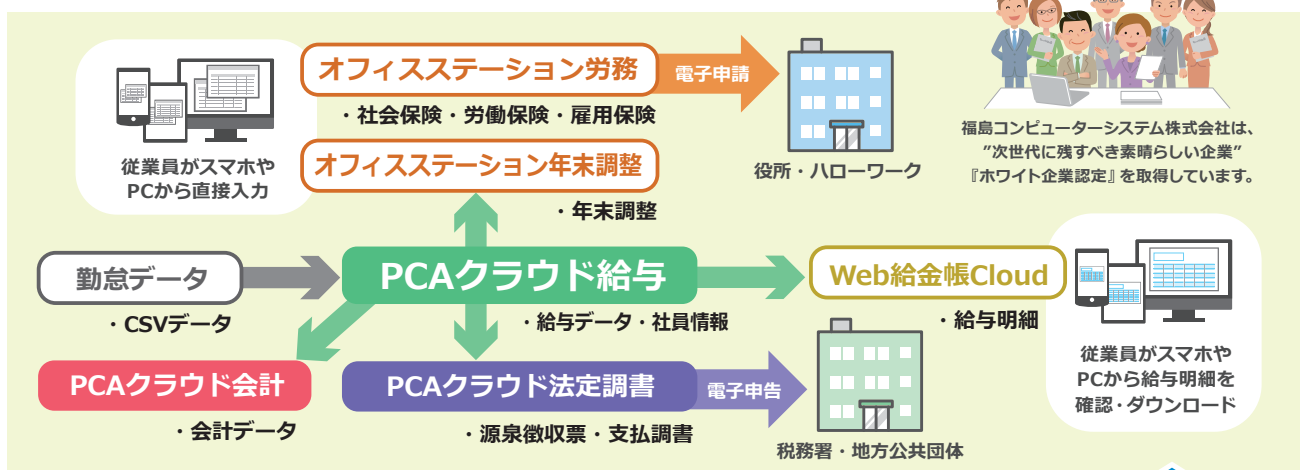 オフィスステーション労務
電子申請
・社会保険・労働保険・雇用保険
従業員がスマホや
PCから直接入力
オフィスステーション年末調整
・年末調整
役所・ハローワーク
福島コンピューターシステム株式会社は、
”次世代に残すべき素晴らしい企業”
『ホワイト企業認定』を取得しています。
勤怠データ
・CSVデータ
PCAクラウド給与
・給与データ・社員情報
Web給金帳Cloud
・給与明細
従業員がスマホや
PCから給与明細を
確認・ダウンロード
PCAクラウド会計
・会計データ
PCAクラウド法定調書
電子申告
・源泉徴収票・支払調書
税務署・地方公共団体